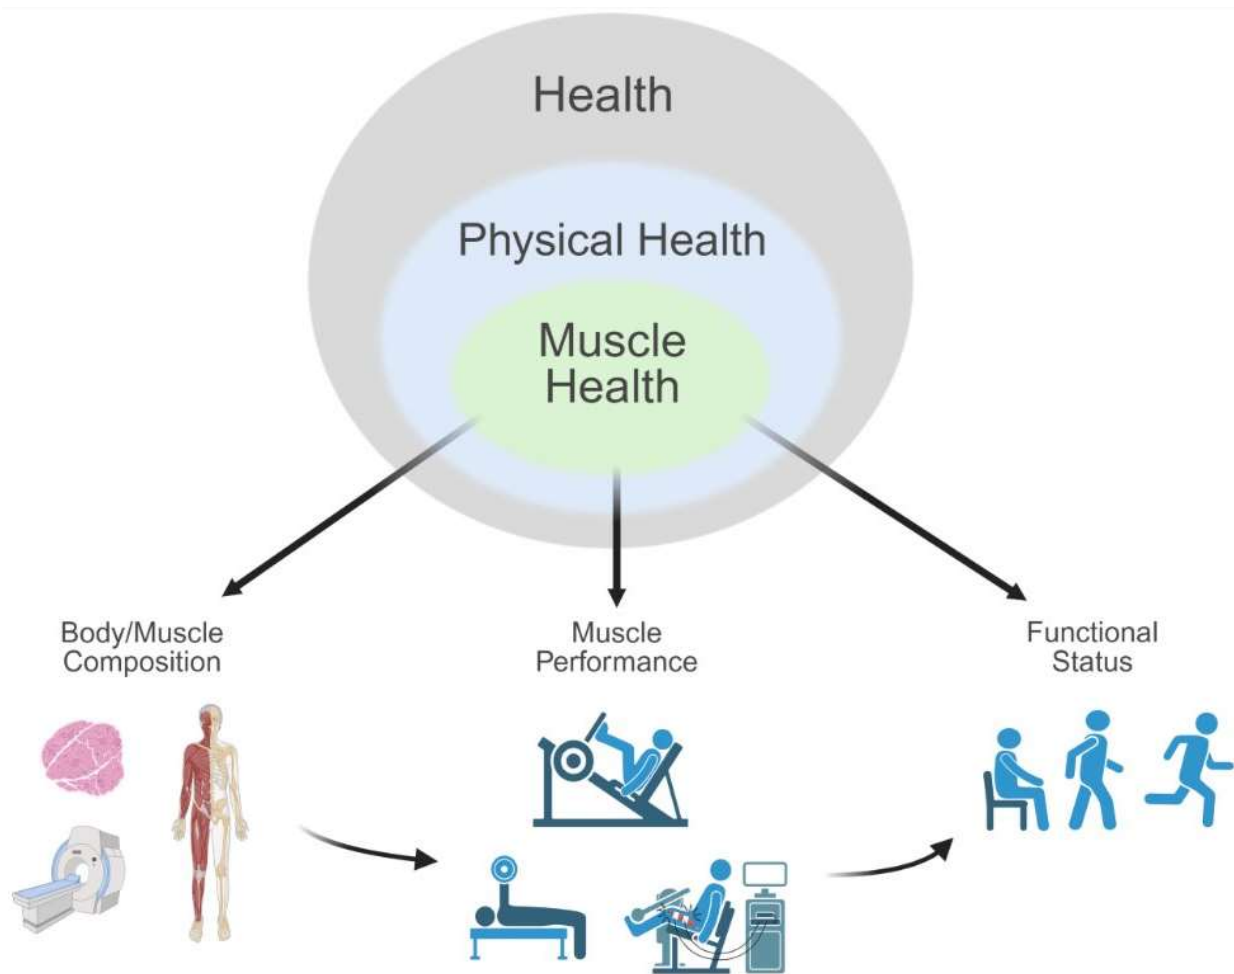 Health
Physical Health
Muscle
Health
Body/Muscle
Composition
Muscle
Performance
Functional
Status